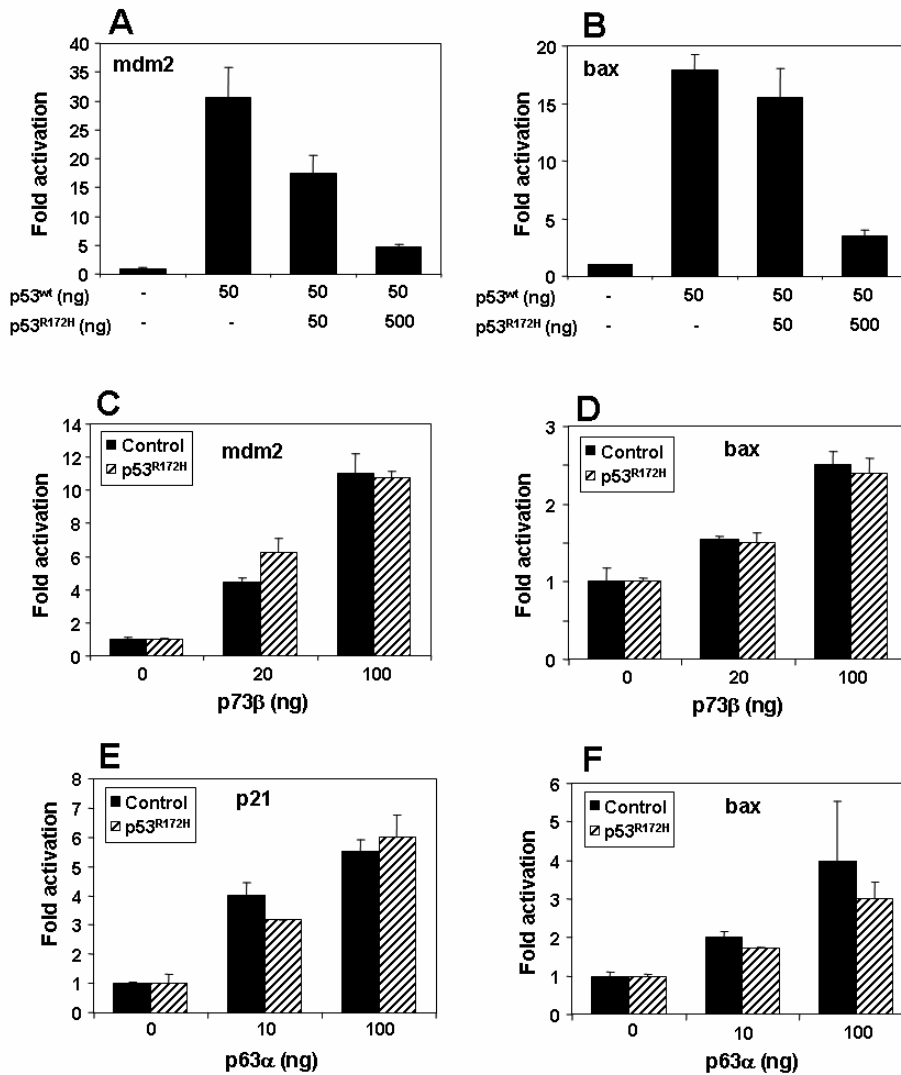 A
mdm2
Fold activation
40
35
30
25
20
15
10
5
0
p53wt (ng) - 50 50 50
p53R172H (ng) - - 50 500
B
bax
Fold activation
20
15
10
5
0
- 50 50 50
- - 50 500
C
mdm2
Control
p53R172H
Fold activation
14
12
10
8
6
4
2
0
0 20 100
p73β (ng)
D
bax
Control
p53R172H
Fold activation
3
2
1
0
0 20 100
p73β (ng)
E
p21
Control
p53R172H
Fold activation
8
7
6
5
4
3
2
1
0
0 10 100
p63α (ng)
F
bax
Control
p53R172H
Fold activation
6
5
4
3
2
1
0
0 10 100
p63α (ng)